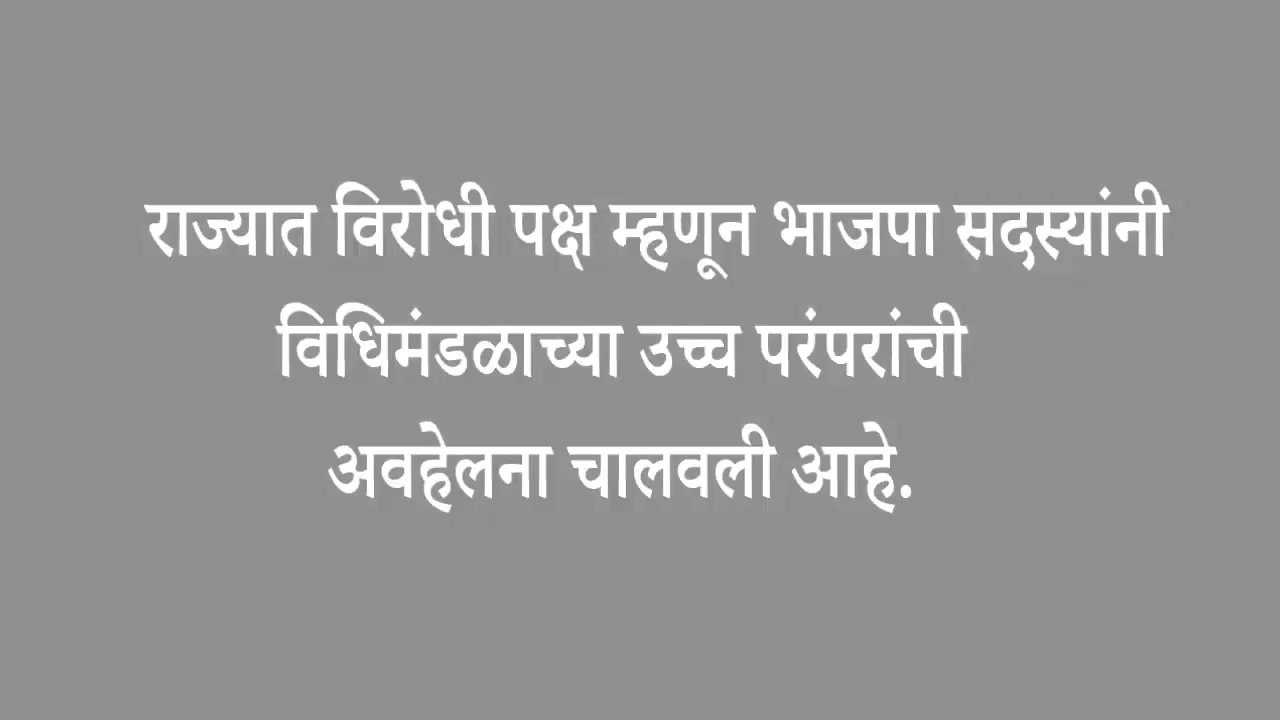 राज्यात विरोधी पक्ष म्हणून भाजपा सदस्यांनी
विधिमंडळाच्या उच्च परंपरांची
अवहेलना चालवली आहे.